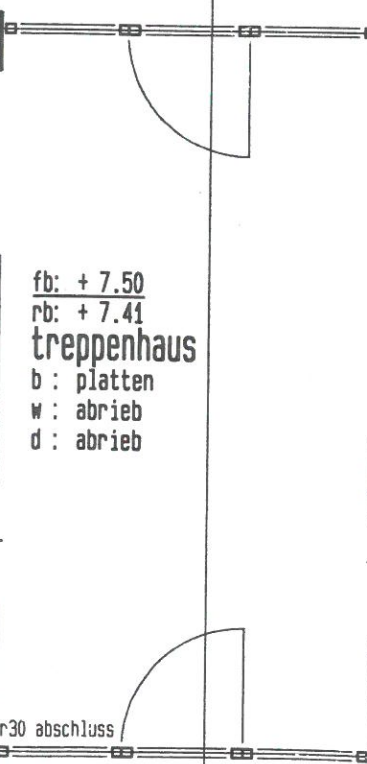 fb: + 7.50
rb: + 7.41
treppenhaus
b : platten
w : abrieb
d : abrieb
r30 abschluss